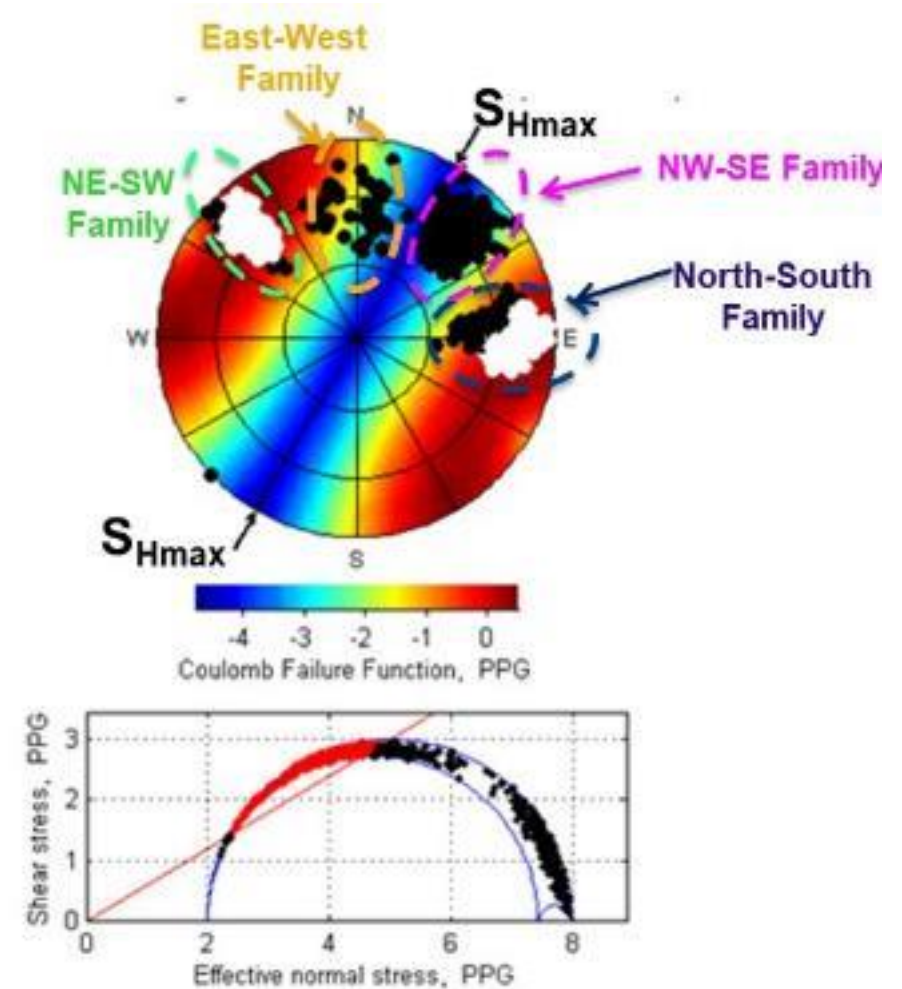 East-West
Family
N
SHmax
NE-SW
Family
NW-SE Family
North-South
Family
W
E
SHmax
S
-4 -3 -2 -1 0
Coulomb Failure Function, PPG
3
2
1
0
Shear stress, PPG
0 2 4 6 8
Effective normal stress, PPG